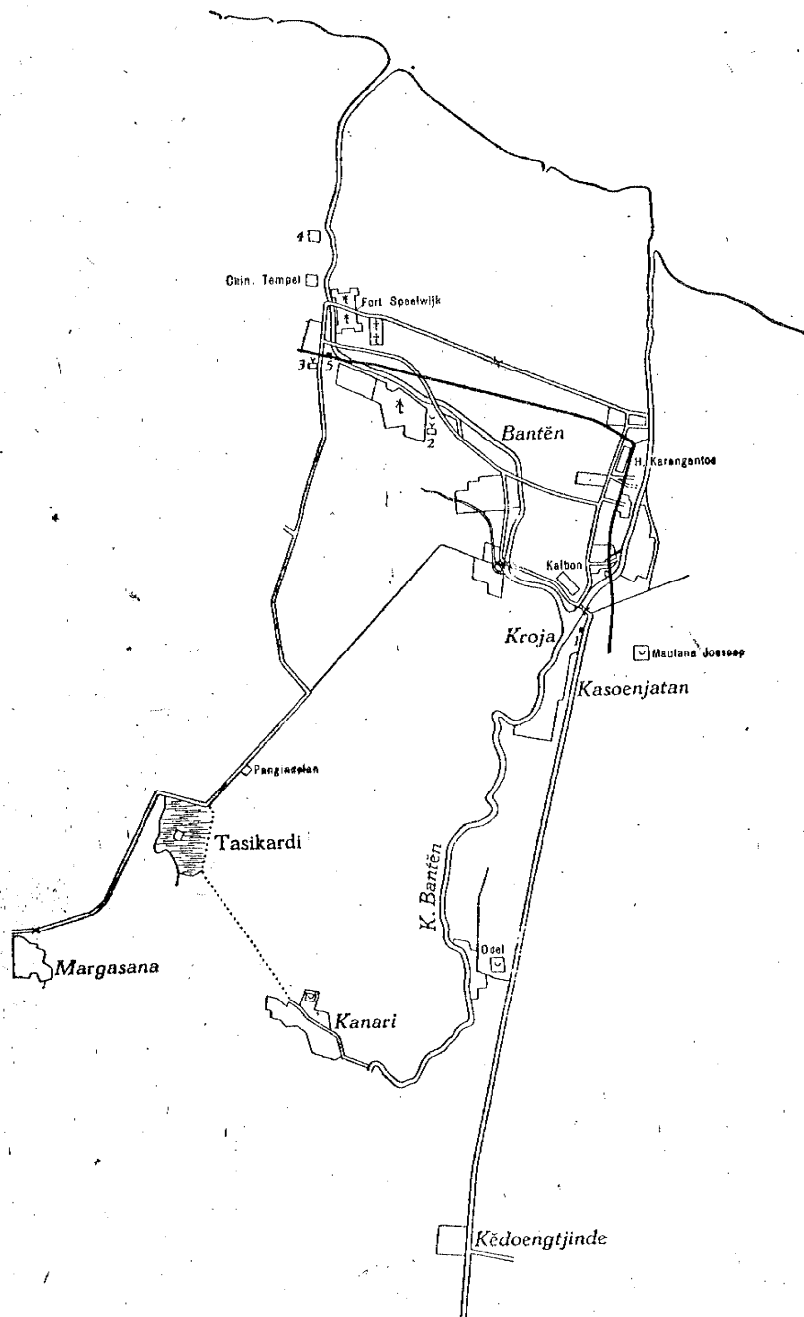 4
Chin. Tempel
Fort Speelwijk
3
5
2
Bantĕn
H. Karangantoe
Kaibon
Kroja
1
Maulana Joesoep
Kasoenjatan
Pangindelan
Tasikardi
K. Bantĕn
Odel
Margasana
Kanari
Kĕdoengtjinde